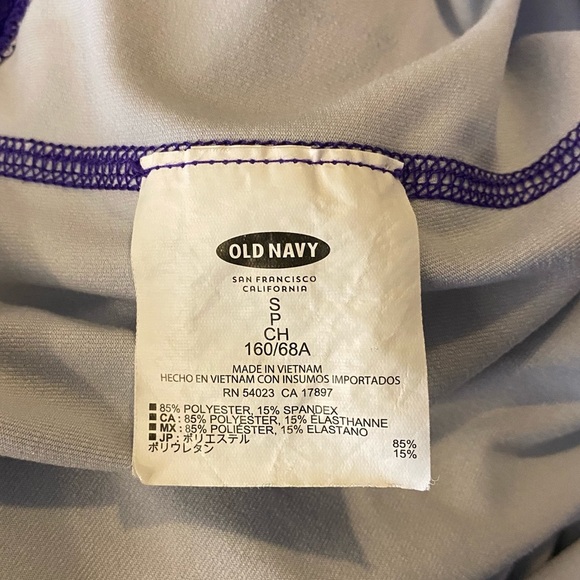 OLD NAVY
SAN FRANCISCO
CALIFORNIA
S
P
CH
160/68A
MADE IN VIETNAM
HECHO EN VIETNAM CON INSUMOS IMPORTADOS
RN 54023 CA 17897
85% POLYESTER, 15% SPANDEX
CA : 85% POLYESTER, 15% ÉLASTHANNE
MX : 85% POLIÉSTER, 15% ELASTANO
JP : ポリエステル 85%
ポリウレタン 15%